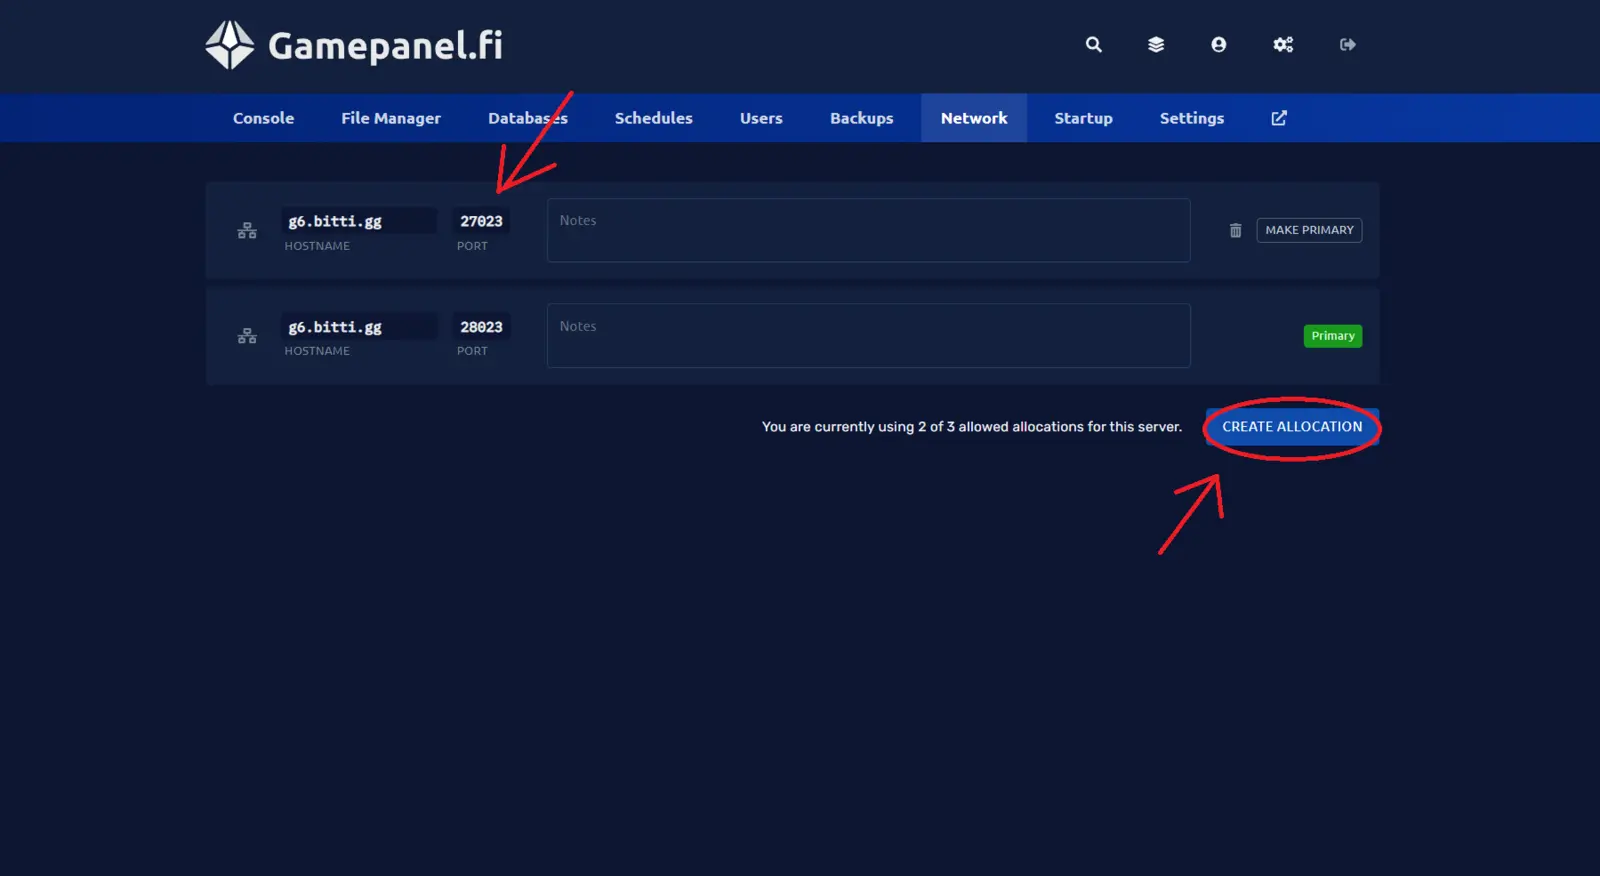 Gamepanel.fi
Console File Manager Databases Schedules Users Backups Network Startup Settings
g6.bitti.gg 27023 Notes MAKE PRIMARY
HOSTNAME PORT
g6.bitti.gg 28023 Notes Primary
HOSTNAME PORT
You are currently using 2 of 3 allowed allocations for this server. CREATE ALLOCATION